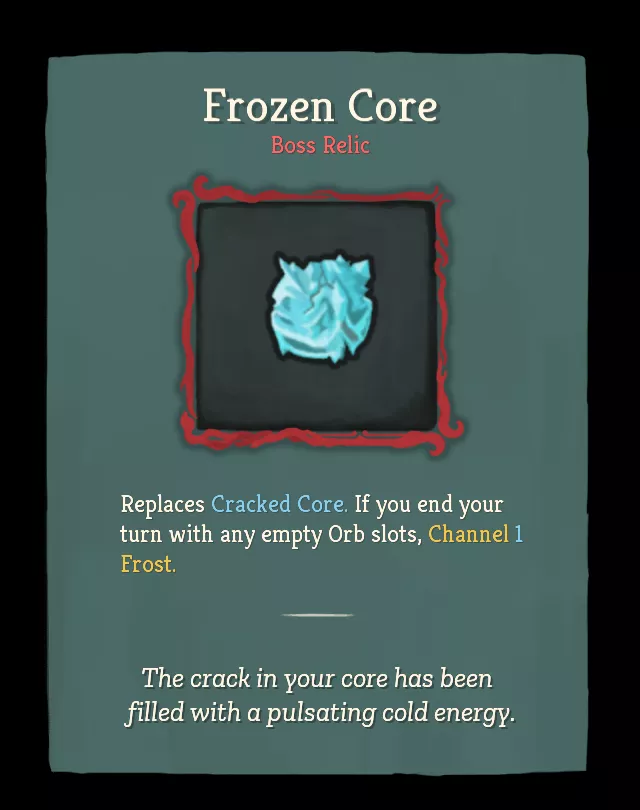 Frozen Core
Boss Relic
Replaces Cracked Core. If you end your
turn with any empty Orb slots, Channel 1
Frost.
The crack in your core has been
filled with a pulsating cold energy.